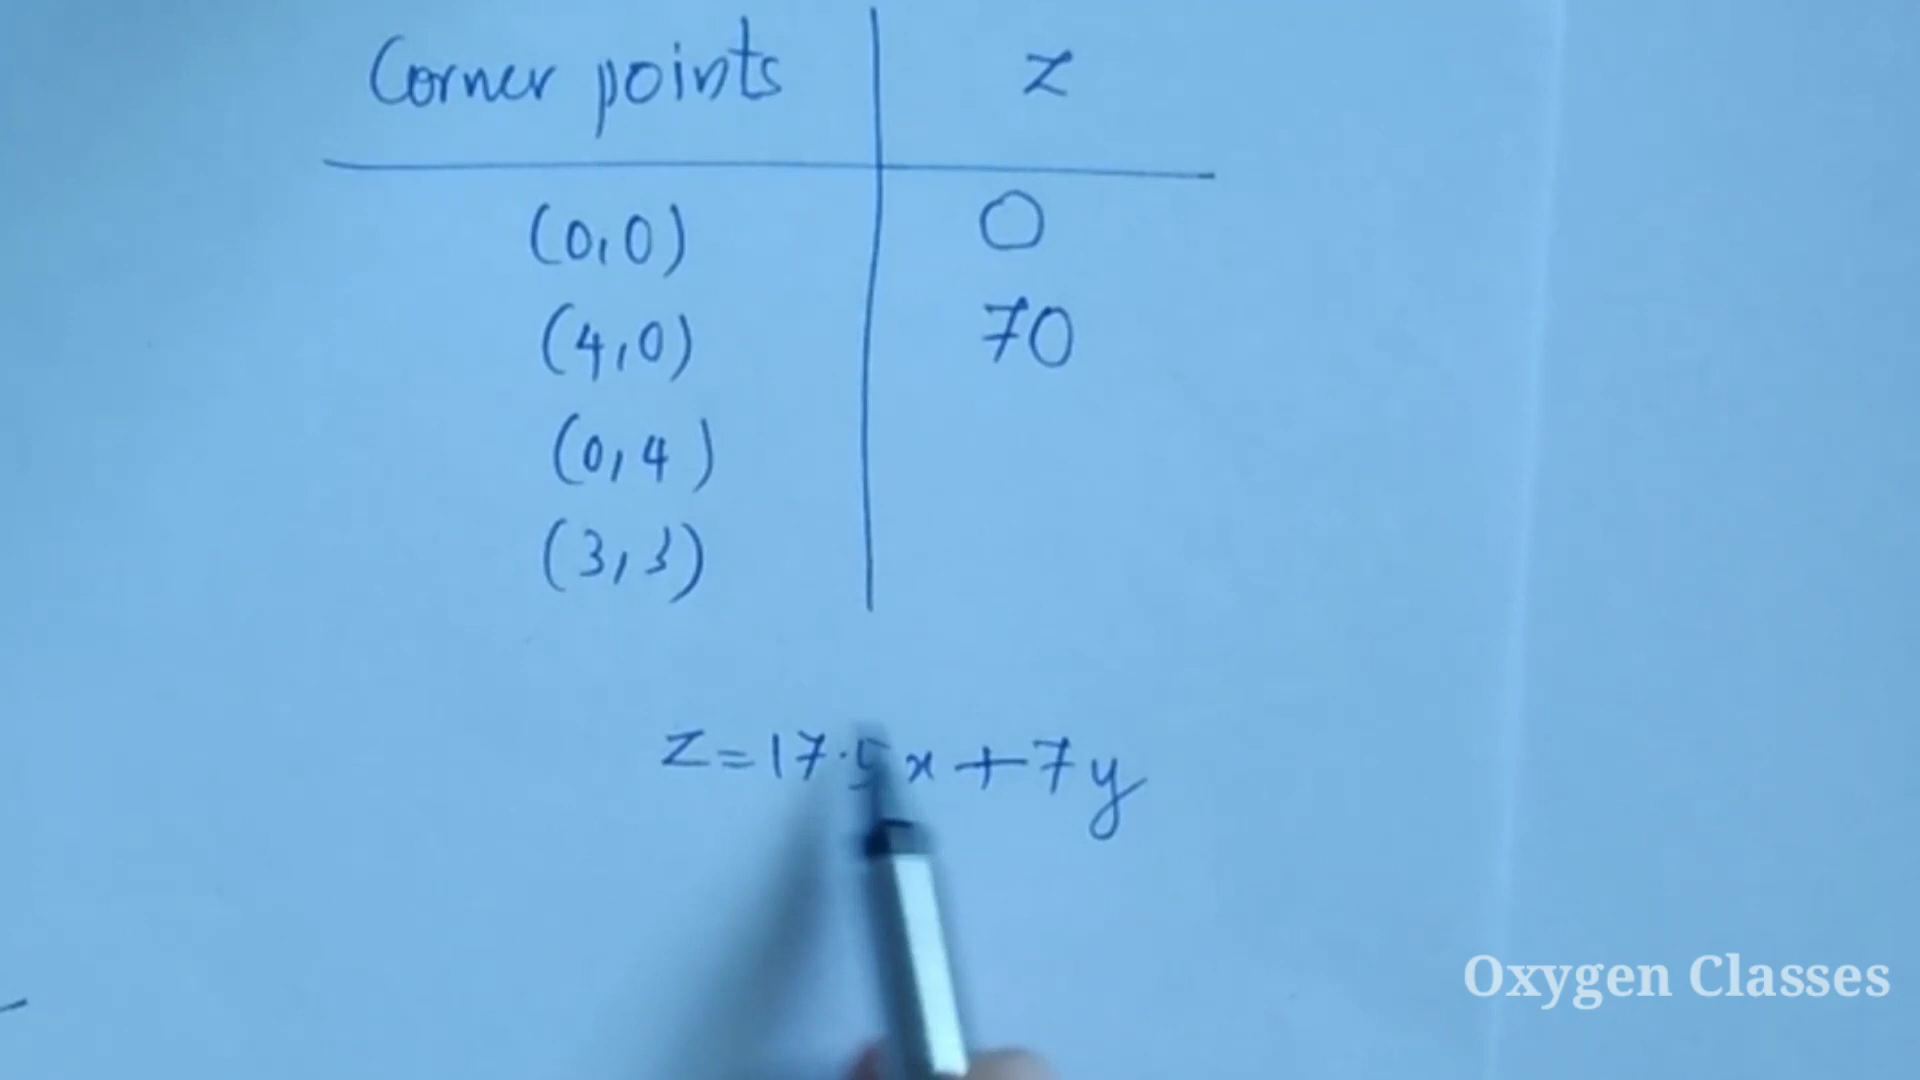 Corner points z
(0,0) 0
(4,0) 70
(0,4)
(3,3)
z=17.5x+7y
Oxygen Classes